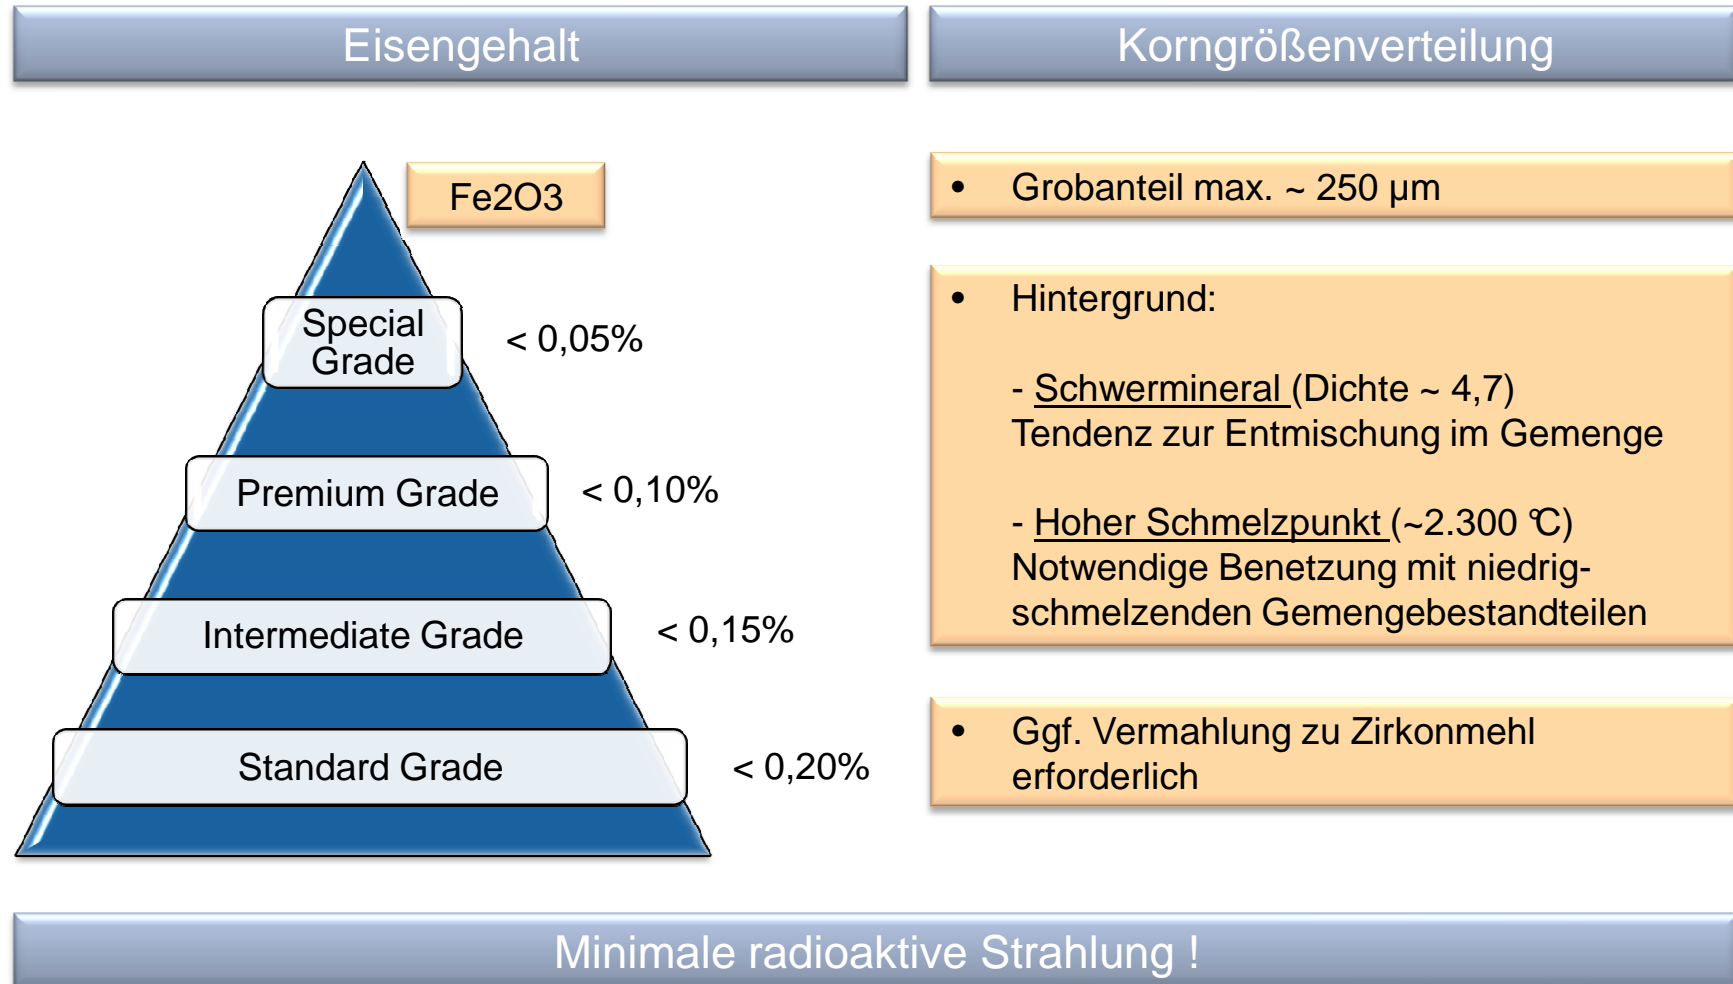 Eisengehalt
Fe2O3
Special
Grade
< 0,05%
Premium Grade
< 0,10%
Intermediate Grade
< 0,15%
Standard Grade
< 0,20%
Korngrößenverteilung
• Grobanteil max. ~ 250 µm
• Hintergrund:
- Schwermineral (Dichte ~ 4,7)
Tendenz zur Entmischung im Gemenge
- Hoher Schmelzpunkt (~2.300 °C)
Notwendige Benetzung mit niedrig-
schmelzenden Gemengebestandteilen
• Ggf. Vermahlung zu Zirkonmehl
erforderlich
Minimale radioaktive Strahlung !